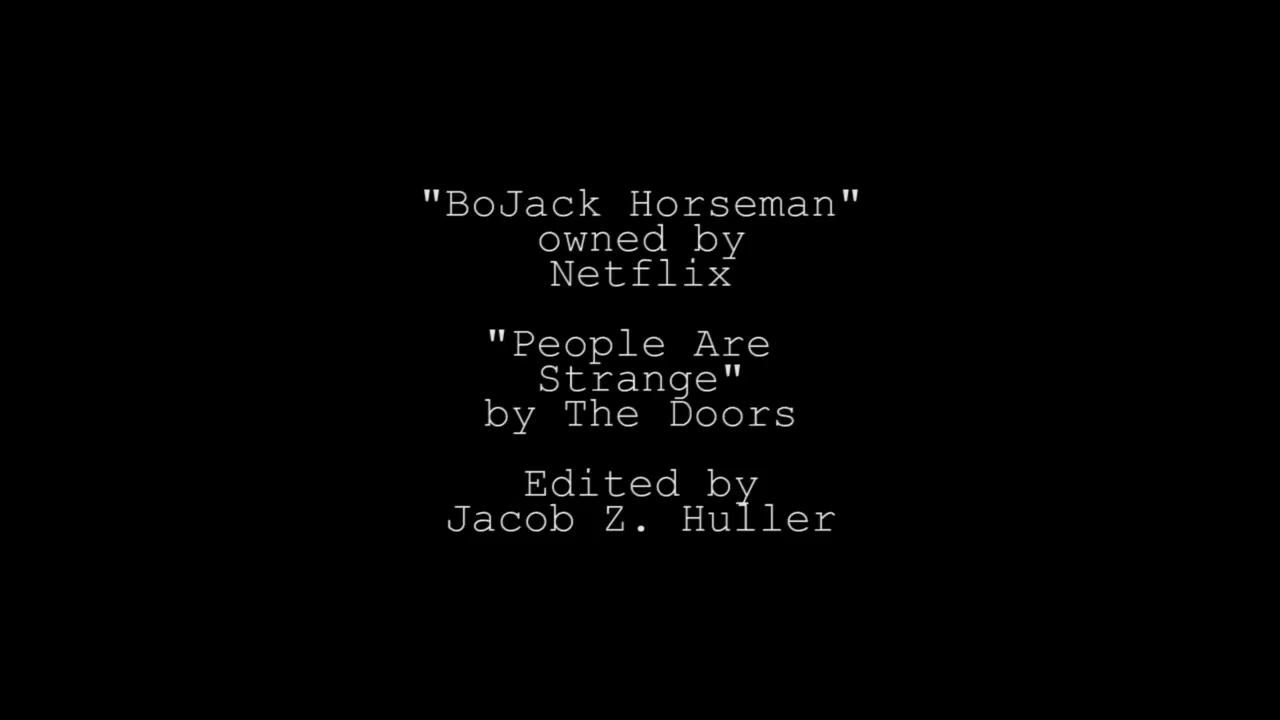 "BoJack Horseman"
owned by
Netflix
"People Are
Strange"
by The Doors
Edited by
Jacob Z. Huller